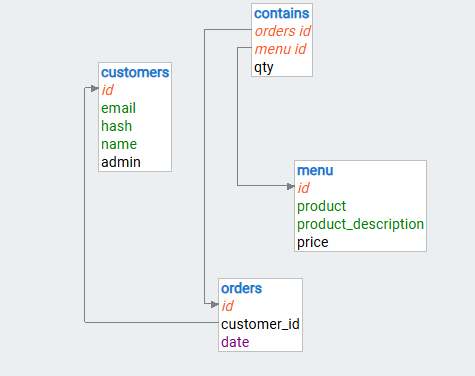 contains
orders id
menu id
qty
customers
id
email
hash
name
admin
menu
id
product
product_description
price
orders
id
customer_id
date